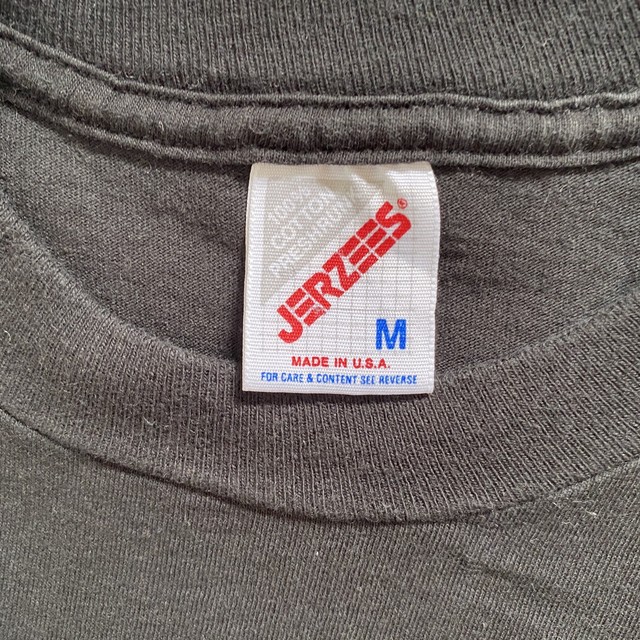 100%
COTTON
PRESHRUNK
JERZEES®
M
MADE IN U.S.A.
FOR CARE & CONTENT SEE REVERSE